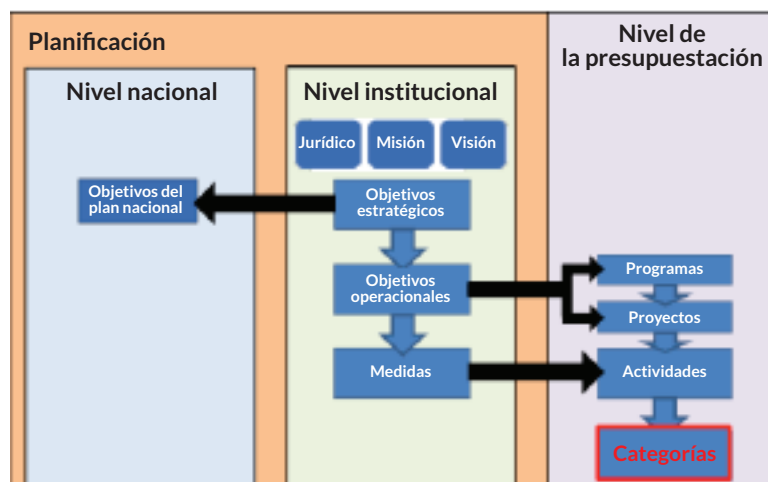 Planificación
Nivel de
la presupuestación
Nivel nacional
Nivel institucional
Jurídico
Misión
Visión
Objetivos del
plan nacional
Objetivos
estratégicos
Objetivos
operacionales
Medidas
Programas
Proyectos
Actividades
Categorías